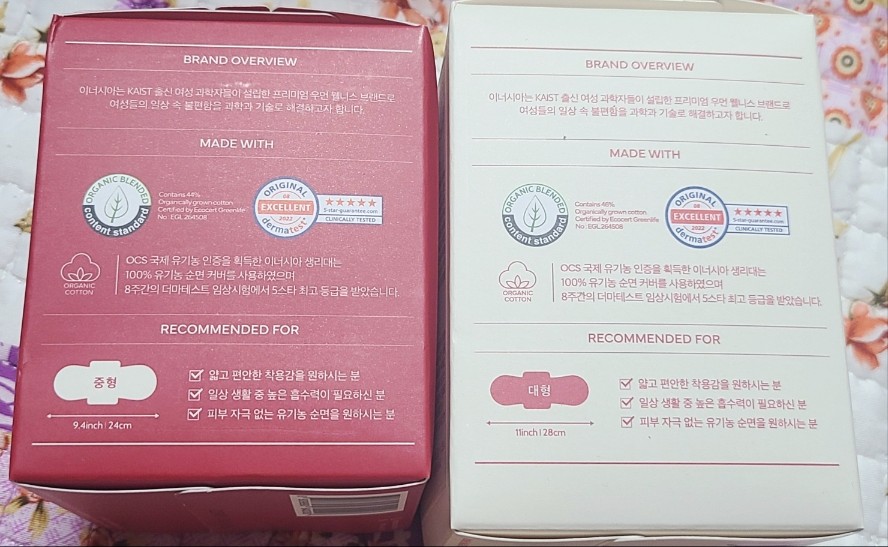 BRAND OVERVIEW
이너시아는 KAIST 출신 여성 과학자들이 설립한 프리미엄 우먼 웰니스 브랜드로
여성들의 일상 속 불편함을 과학과 기술로 해결하고자 합니다.
MADE WITH
ORGANIC BLENDED
content standard
Contains 44%
Organically grown cotton
Certified by Ecocert Greenlife
No : EGL 264508
ORIGINAL
08
EXCELLENT
2022
dermatest
5-star-guarantee.com
CLINICALLY TESTED
ORGANIC
COTTON
OCS 국제 유기농 인증을 획득한 이너시아 생리대는
100% 유기농 순면 커버를 사용하였으며
8주간의 더마테스트 임상시험에서 5스타 최고 등급을 받았습니다.
RECOMMENDED FOR
중형
9.4inch | 24cm
얇고 편안한 착용감을 원하시는 분
일상 생활 중 높은 흡수력이 필요하신 분
피부 자극 없는 유기농 순면을 원하시는 분
BRAND OVERVIEW
이너시아는 KAIST 출신 여성 과학자들이 설립한 프리미엄 우먼 웰니스 브랜드로
여성들의 일상 속 불편함을 과학과 기술로 해결하고자 합니다.
MADE WITH
ORGANIC BLENDED
content standard
Contains 46%
Organically grown cotton
Certified by Ecocert Greenlife
No : EGL 264508
ORIGINAL
08
EXCELLENT
2022
dermatest
5-star-guarantee.com
CLINICALLY TESTED
ORGANIC
COTTON
OCS 국제 유기농 인증을 획득한 이너시아 생리대는
100% 유기농 순면 커버를 사용하였으며
8주간의 더마테스트 임상시험에서 5스타 최고 등급을 받았습니다.
RECOMMENDED FOR
대형
11inch | 28cm
얇고 편안한 착용감을 원하시는 분
일상 생활 중 높은 흡수력이 필요하신 분
피부 자극 없는 유기농 순면을 원하시는 분